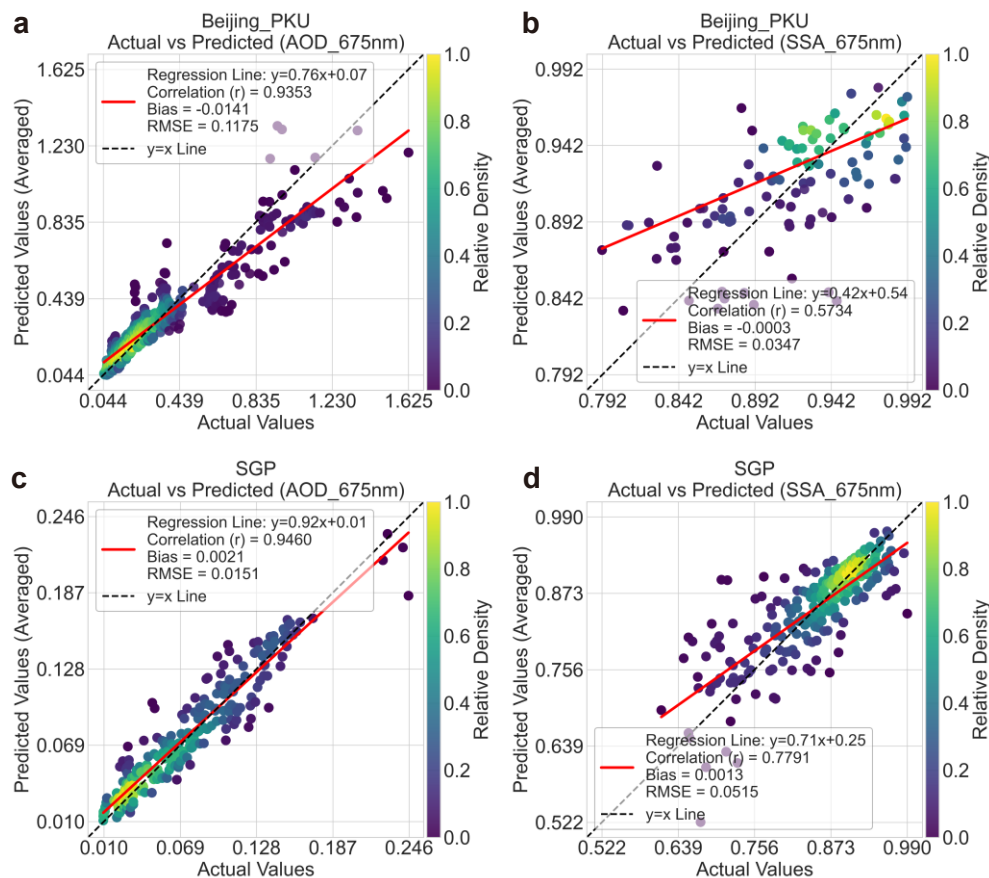 a
Beijing_PKU
Actual vs Predicted (AOD_675nm)
Predicted Values (Averaged)
1.625
1.230
0.835
0.439
0.044
Regression Line: y=0.76x+0.07
Correlation (r) = 0.9353
Bias = -0.0141
RMSE = 0.1175
y=x Line
0.044 0.439 0.835 1.230 1.625
Actual Values
1.0
0.8
0.6
0.4
0.2
0.0
Relative Density
b
Beijing_PKU
Actual vs Predicted (SSA_675nm)
Predicted Values (Averaged)
0.992
0.942
0.892
0.842
0.792
Regression Line: y=0.42x+0.54
Correlation (r) = 0.5734
Bias = -0.0003
RMSE = 0.0347
y=x Line
0.792 0.842 0.892 0.942 0.992
Actual Values
1.0
0.8
0.6
0.4
0.2
0.0
Relative Density
c
SGP
Actual vs Predicted (AOD_675nm)
Predicted Values (Averaged)
0.246
0.187
0.128
0.069
0.010
Regression Line: y=0.92x+0.01
Correlation (r) = 0.9460
Bias = 0.0021
RMSE = 0.0151
y=x Line
0.010 0.069 0.128 0.187 0.246
Actual Values
1.0
0.8
0.6
0.4
0.2
0.0
Relative Density
d
SGP
Actual vs Predicted (SSA_675nm)
Predicted Values (Averaged)
0.990
0.873
0.756
0.639
0.522
Regression Line: y=0.71x+0.25
Correlation (r) = 0.7791
Bias = 0.0013
RMSE = 0.0515
y=x Line
0.522 0.639 0.756 0.873 0.990
Actual Values
1.0
0.8
0.6
0.4
0.2
0.0
Relative Density